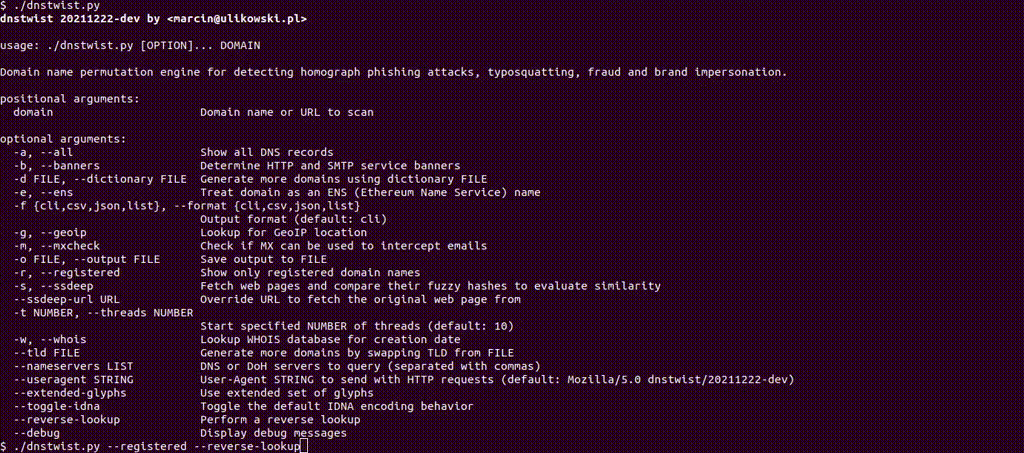 $ ./dnstwist.py
dnstwist 20211222-dev by <marcin@ulikowski.pl>
usage: ./dnstwist.py [OPTION]... DOMAIN
Domain name permutation engine for detecting homograph phishing attacks, typosquatting, fraud and brand impersonation.
positional arguments:
domain Domain name or URL to scan
optional arguments:
-a, --all Show all DNS records
-b, --banners Determine HTTP and SMTP service banners
-d FILE, --dictionary FILE Generate more domains using dictionary FILE
-e, --ens Treat domain as an ENS (Ethereum Name Service) name
-f {cli,csv,json,list}, --format {cli,csv,json,list}
Output format (default: cli)
-g, --geoip Lookup for GeoIP location
-m, --mxcheck Check if MX can be used to intercept emails
-o FILE, --output FILE Save output to FILE
-r, --registered Show only registered domain names
-s, --ssdeep Fetch web pages and compare their fuzzy hashes to evaluate similarity
--ssdeep-url URL Override URL to fetch the original web page from
-t NUMBER, --threads NUMBER
Start specified NUMBER of threads (default: 10)
-w, --whois Lookup WHOIS database for creation date
--tld FILE Generate more domains by swapping TLD from FILE
--nameservers LIST DNS or DoH servers to query (separated with commas)
--useragent STRING User-Agent STRING to send with HTTP requests (default: Mozilla/5.0 dnstwist/20211222-dev)
--extended-glyphs Use extended set of glyphs
--toggle-idna Toggle the default IDNA encoding behavior
--reverse-lookup Perform a reverse lookup
--debug Display debug messages
$ ./dnstwist.py --registered --reverse-lookup